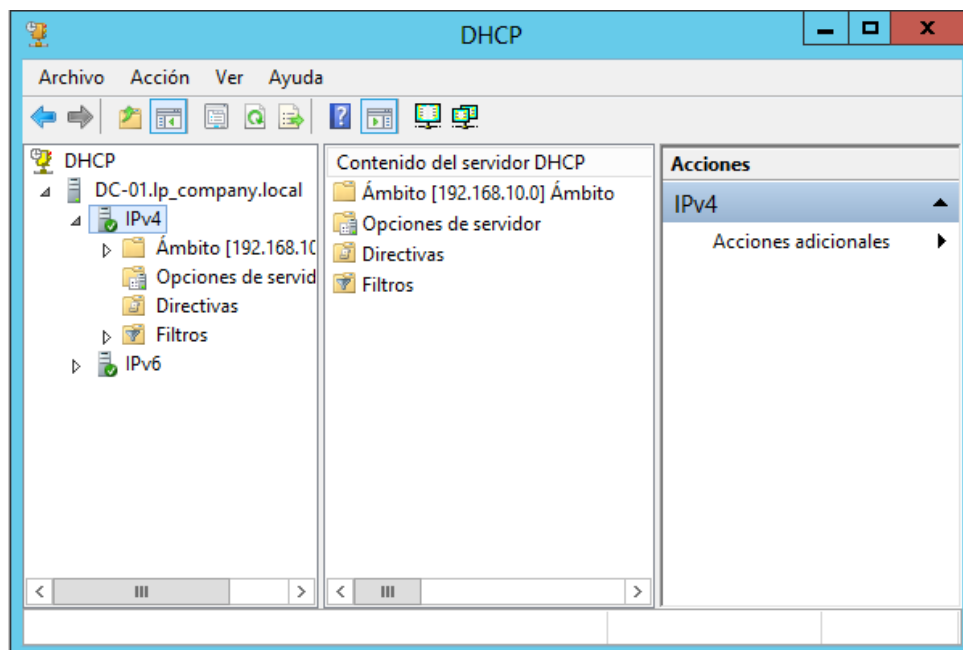 DHCP
Archivo Acción Ver Ayuda
DHCP
DC-01.lp_company.local
IPv4
Ámbito [192.168.10
Opciones de servid
Directivas
Filtros
IPv6
Contenido del servidor DHCP
Ámbito [192.168.10.0] Ámbito
Opciones de servidor
Directivas
Filtros
Acciones
IPv4
Acciones adicionales